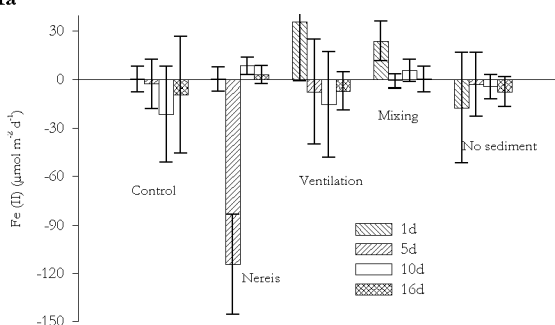 1a
30
0
-30
-60
-90
-120
-150
Fe (II) (μmol m⁻² d⁻¹)
Control
Nereis
Ventilation
Mixing
No sediment
1d
5d
10d
16d